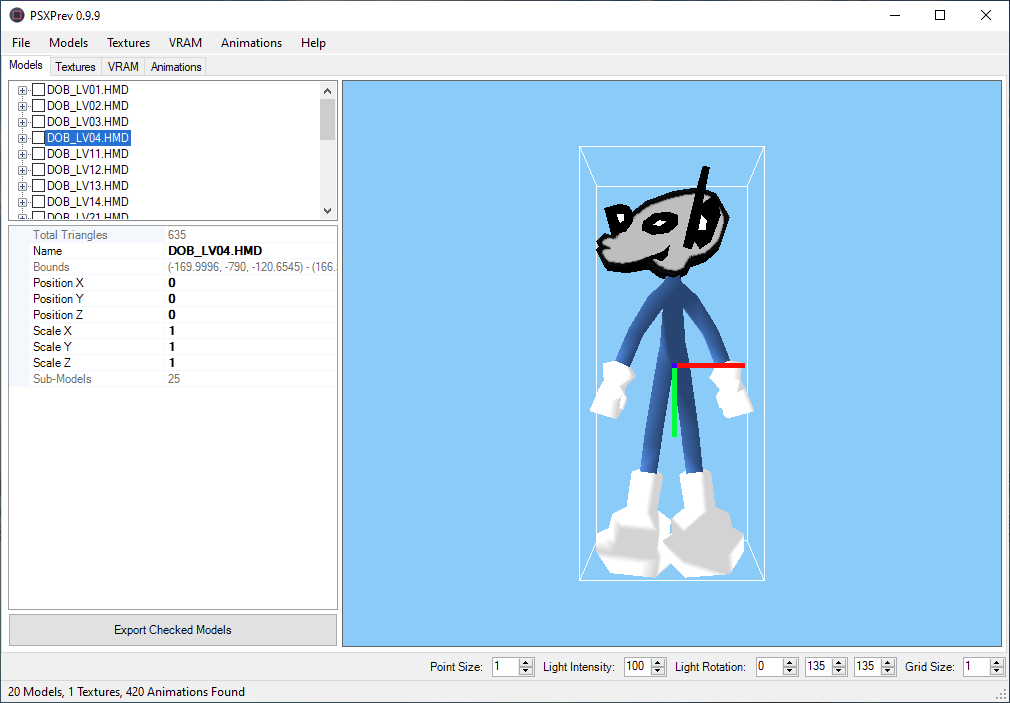 PSXPrev 0.9.9
File Models Textures VRAM Animations Help
Models Textures VRAM Animations
DOB_LV01.HMD
DOB_LV02.HMD
DOB_LV03.HMD
DOB_LV04.HMD
DOB_LV11.HMD
DOB_LV12.HMD
DOB_LV13.HMD
DOB_LV14.HMD
DOB_LV21.HMD
Total Triangles 635
Name DOB_LV04.HMD
Bounds (-169.9996, -790, -120.6545) - (166.
Position X 0
Position Y 0
Position Z 0
Scale X 1
Scale Y 1
Scale Z 1
Sub-Models 25
Export Checked Models
Point Size: 1 Light Intensity: 100 Light Rotation: 0 135 135 Grid Size: 1
20 Models, 1 Textures, 420 Animations Found